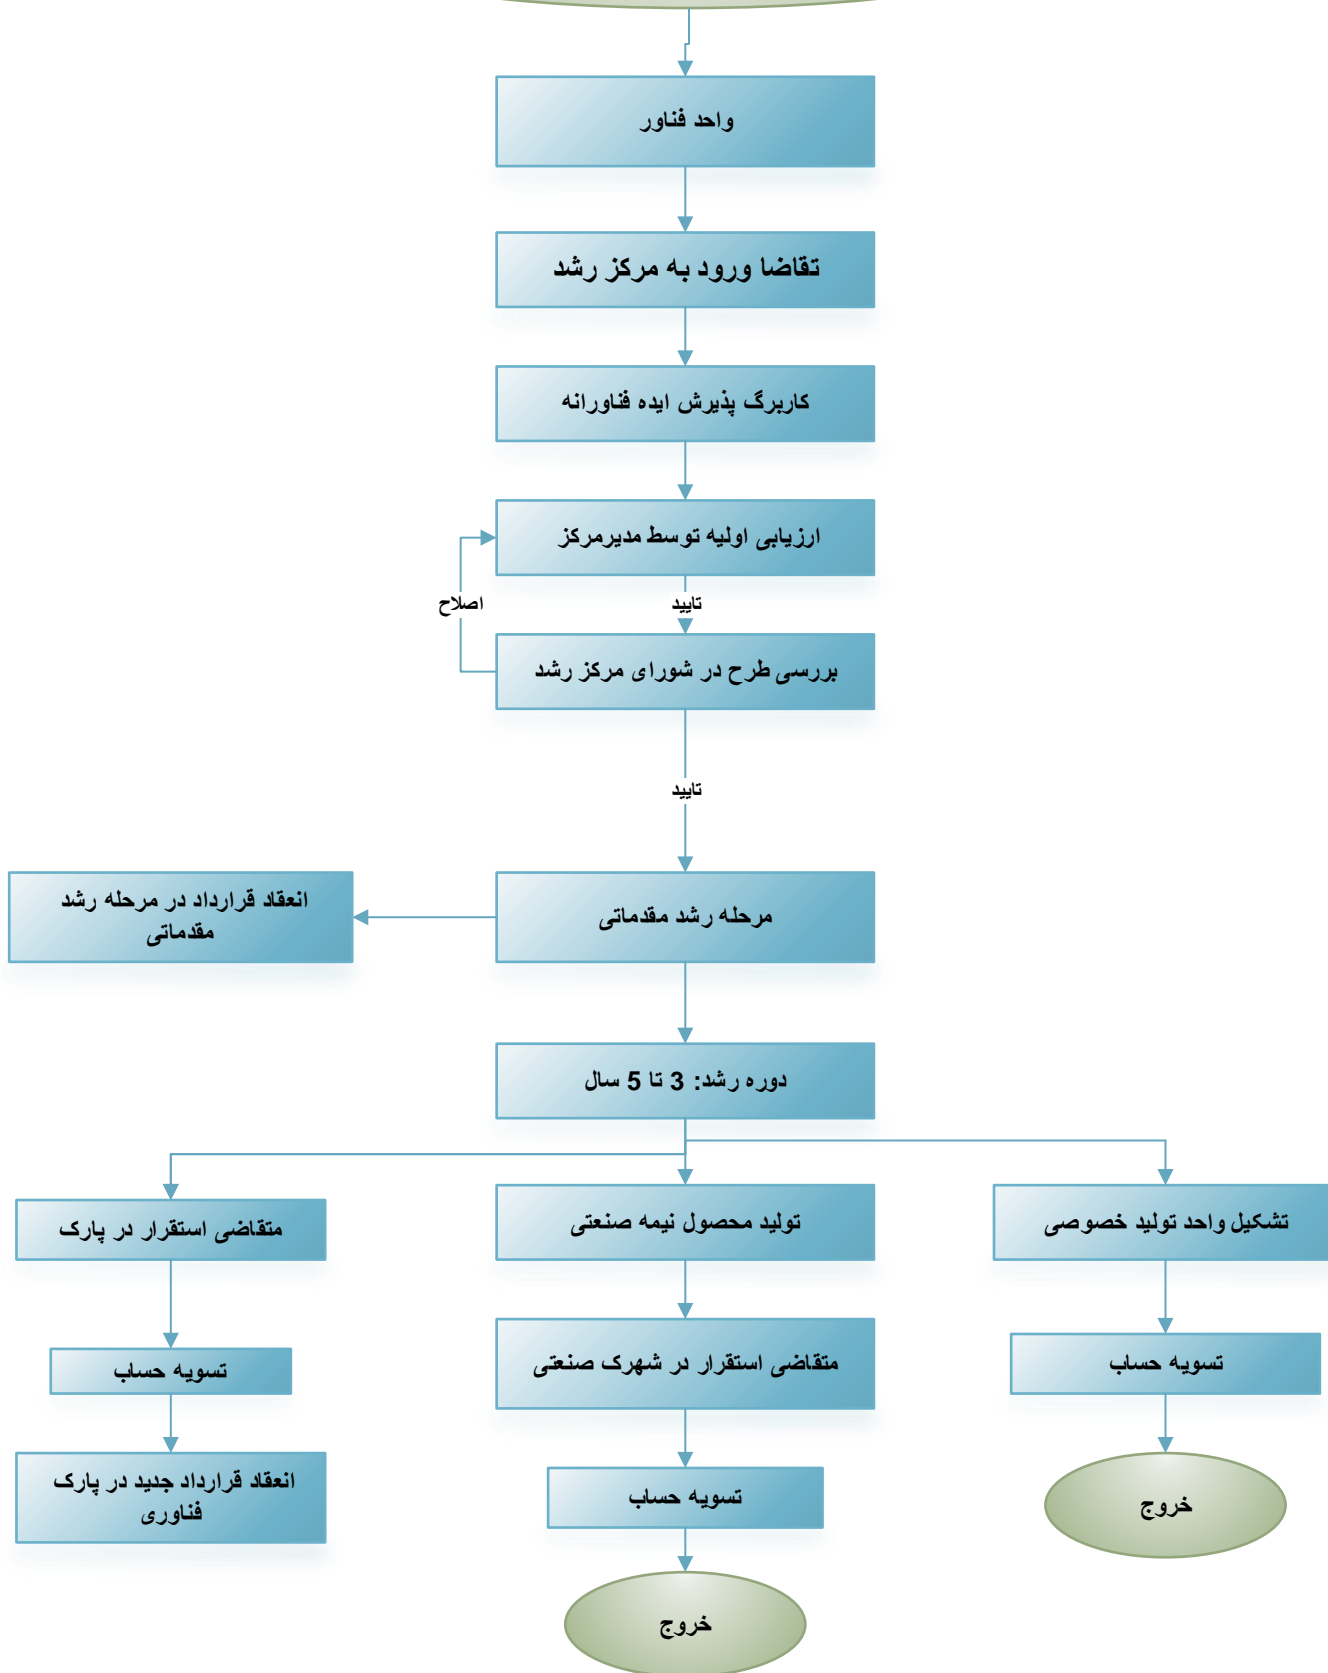 واحد فناور
تقاضا ورود به مرکز رشد
کاربرگ پذیرش ایده فناورانه
ارزیابی اولیه توسط مدیرمرکز
اصلاح
تایید
بررسی طرح در شورای مرکز رشد
تایید
مرحله رشد مقدماتی
انعقاد قرارداد در مرحله رشد
مقدماتی
دوره رشد: 3 تا 5 سال
تشکیل واحد تولید خصوصی
تسویه حساب
خروج
تولید محصول نیمه صنعتی
متقاضی استقرار در شهرک صنعتی
تسویه حساب
خروج
متقاضی استقرار در پارک
تسویه حساب
انعقاد قرارداد جدید در پارک
فناوری